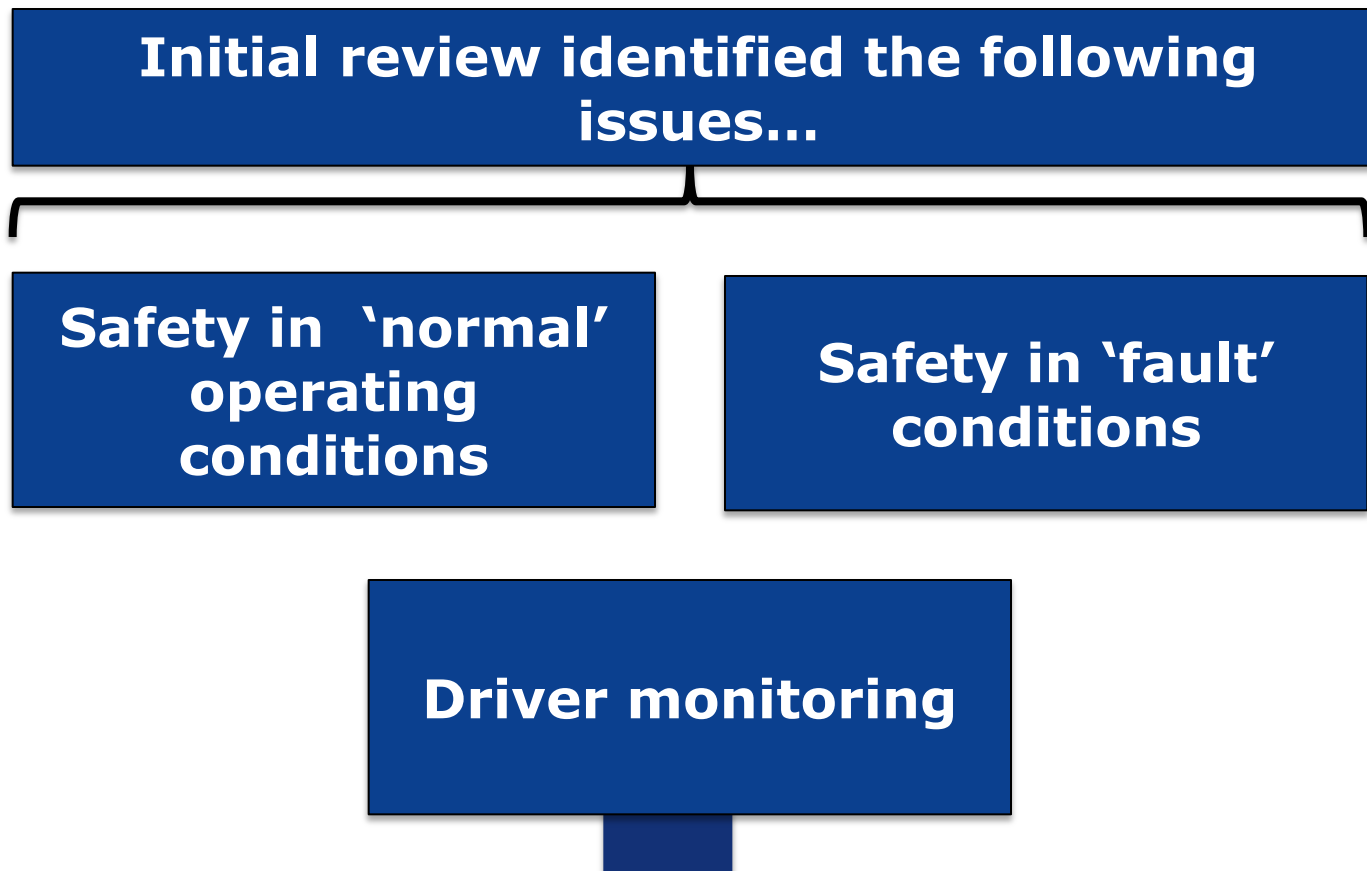 Initial review identified the following
issues…
Safety in ‘normal’
operating
conditions
Safety in ‘fault’
conditions
Driver monitoring